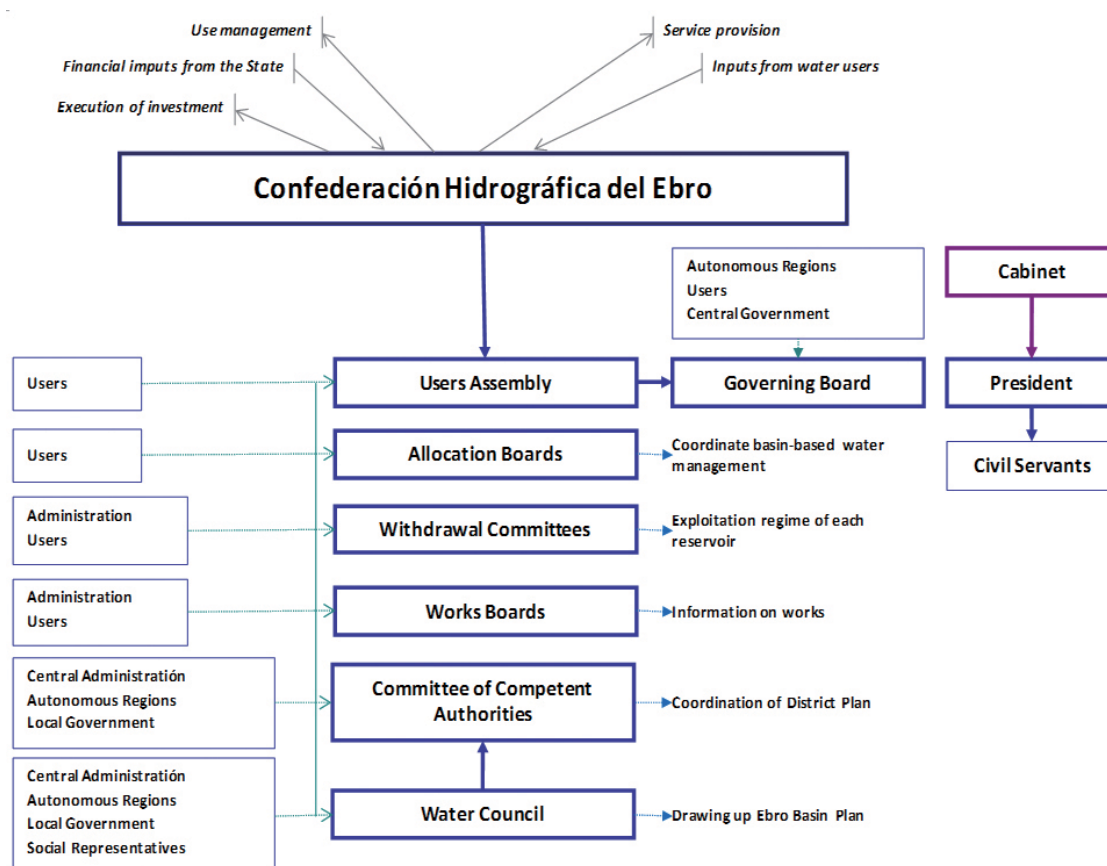 Use management
Service provision
Financial imputs from the State
Inputs from water users
Execution of investment
Confederación Hidrográfica del Ebro
Autonomous Regions
Users
Central Government
Cabinet
Users
Users Assembly
Governing Board
President
Users
Allocation Boards
Coordinate basin-based water
management
Civil Servants
Administration
Users
Withdrawal Committees
Exploitation regime of each
reservoir
Administration
Users
Works Boards
Information on works
Central Administratión
Autonomous Regions
Local Government
Committee of Competent
Authorities
Coordination of District Plan
Central Administratión
Autonomous Regions
Local Government
Social Representatives
Water Council
Drawing up Ebro Basin Plan